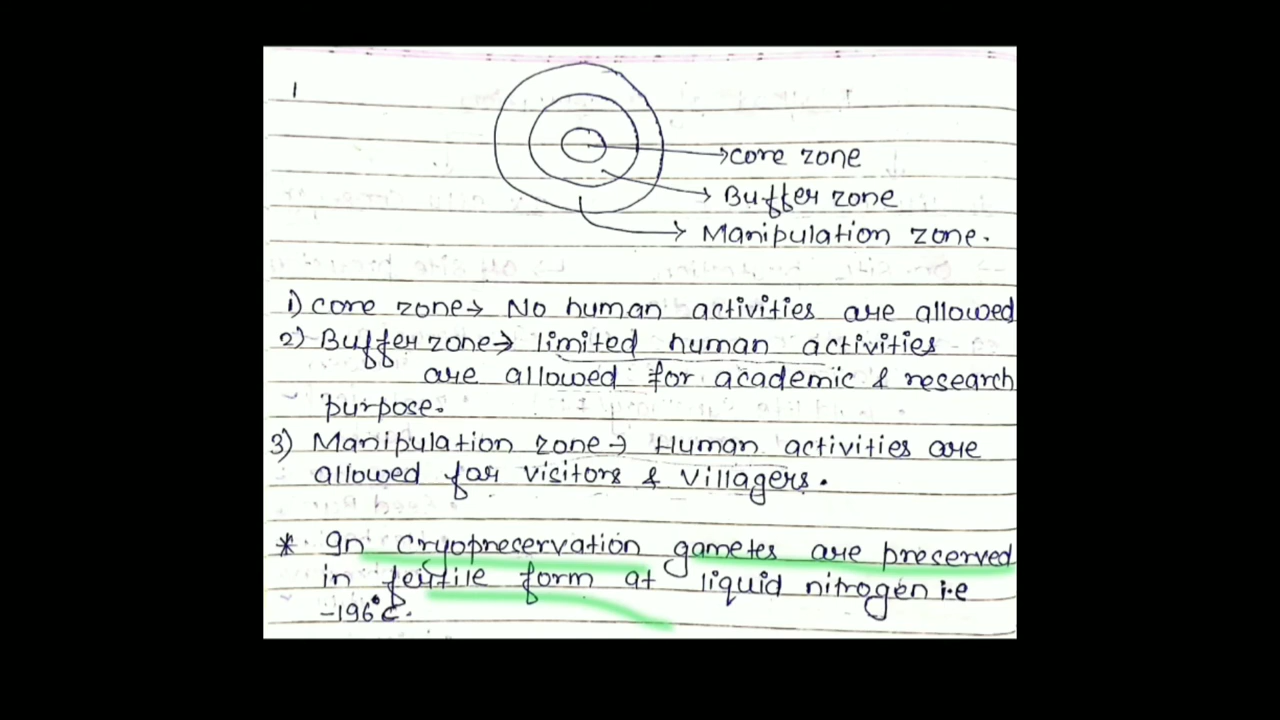 1
→core zone
→ Buffer zone
→ Manipulation zone.
1) core zone→ No human activities are allowed
2) Buffer zone→ limited human activities
are allowed for academic & research
purpose.
3) Manipulation zone→ Human activities are
allowed for visitors & villagers.
* In cryopreservation gametes are preserved
in fertile form at liquid nitrogen i.e
-196°C.